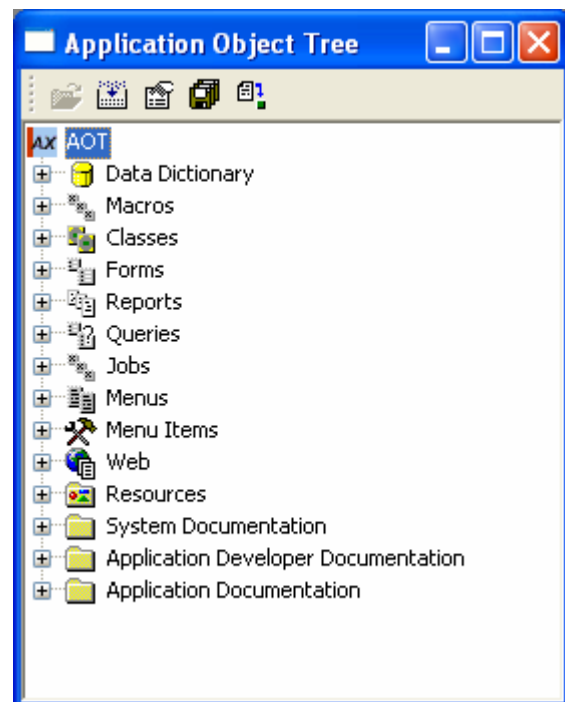 Application Object Tree
AX AOT
Data Dictionary
Macros
Classes
Forms
Reports
Queries
Jobs
Menus
Menu Items
Web
Resources
System Documentation
Application Developer Documentation
Application Documentation